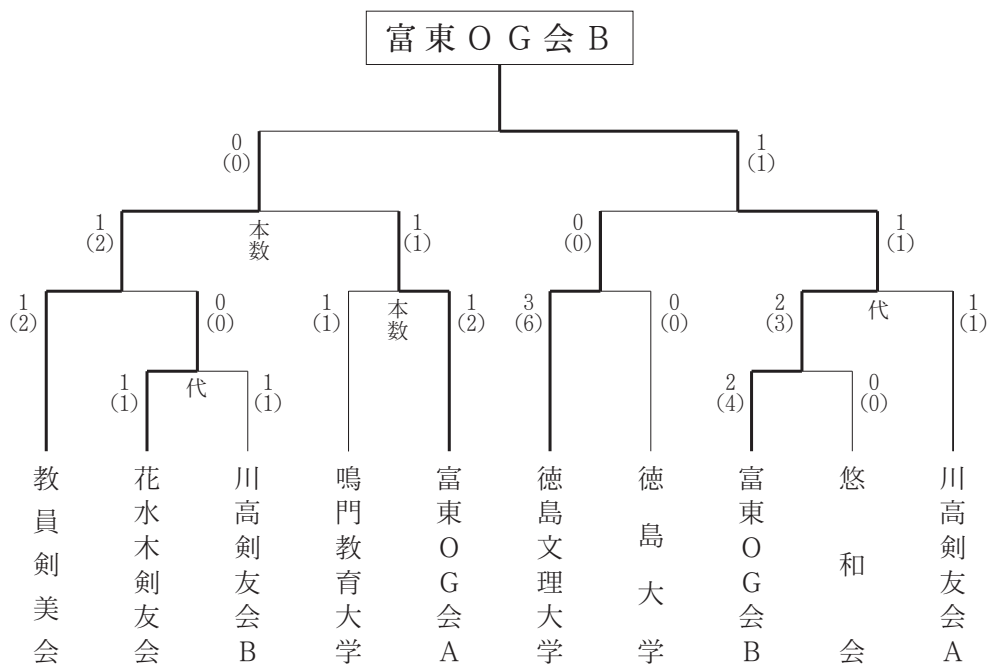 富東ＯＧ会Ｂ
0
(0)
1
(1)
1
(2)
本数
1
(1)
0
(0)
1
(1)
1
(2)
0
(0)
1
(1)
本数
1
(2)
3
(6)
0
(0)
2
(3)
代
1
(1)
1
(1)
代
1
(1)
2
(4)
0
(0)
教員剣美会
花水木剣友会
川高剣友会Ｂ
鳴門教育大学
富東ＯＧ会Ａ
徳島文理大学
徳島大学
富東ＯＧ会Ｂ
悠和会
川高剣友会Ａ